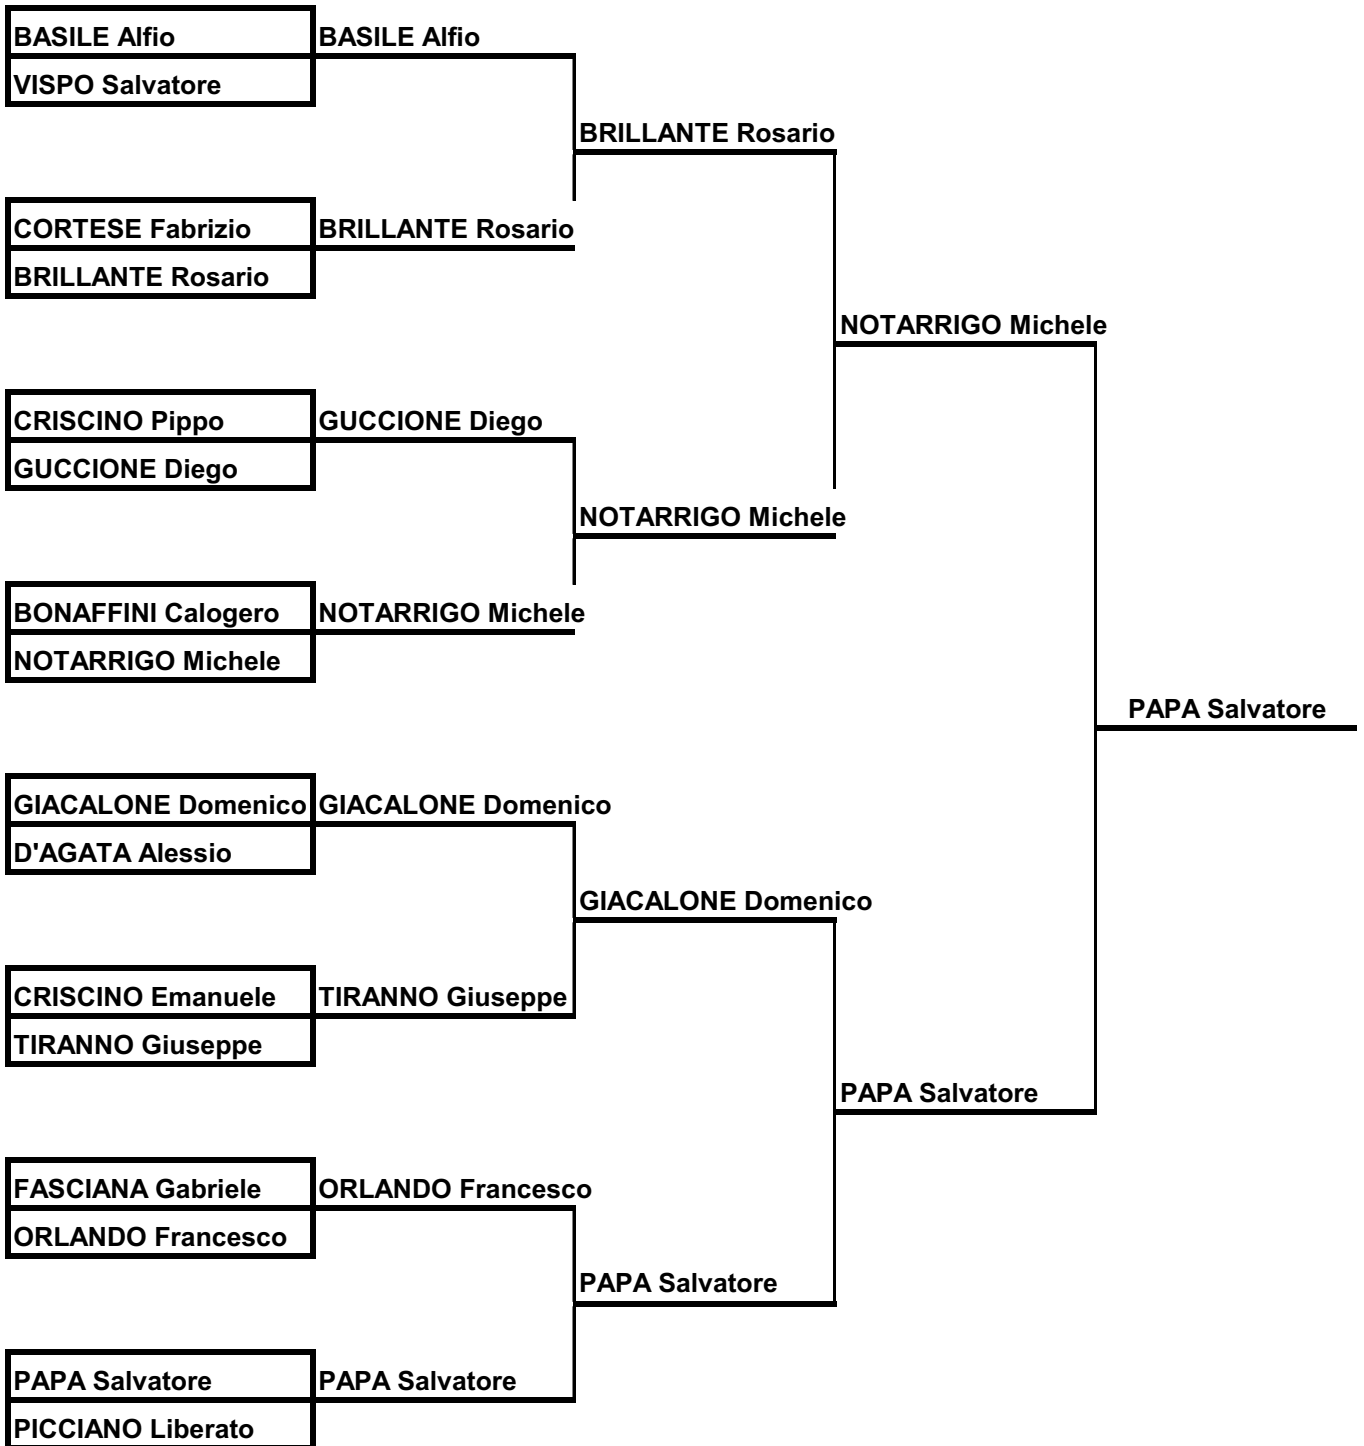 BASILE Alfio BASILE Alfio
VISPO Salvatore
BRILLANTE Rosario
CORTESE Fabrizio BRILLANTE Rosario
BRILLANTE Rosario
NOTARRIGO Michele
CRISCINO Pippo GUCCIONE Diego
GUCCIONE Diego
NOTARRIGO Michele
BONAFFINI Calogero NOTARRIGO Michele
NOTARRIGO Michele
PAPA Salvatore
GIACALONE Domenico GIACALONE Domenico
D'AGATA Alessio
GIACALONE Domenico
CRISCINO Emanuele TIRANNO Giuseppe
TIRANNO Giuseppe
PAPA Salvatore
FASCIANA Gabriele ORLANDO Francesco
ORLANDO Francesco
PAPA Salvatore
PAPA Salvatore PAPA Salvatore
PICCIANO Liberato